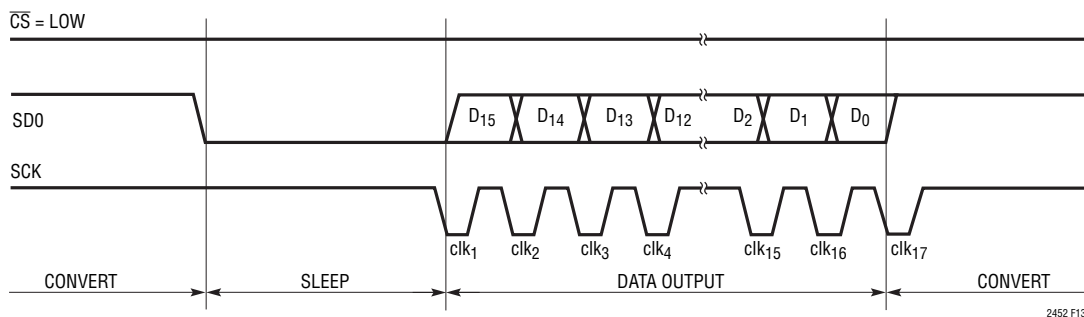 CS = LOW
SD0
D15 D14 D13 D12 D2 D1 D0
SCK
clk1 clk2 clk3 clk4 clk15 clk16 clk17
CONVERT SLEEP DATA OUTPUT CONVERT
2452 F13